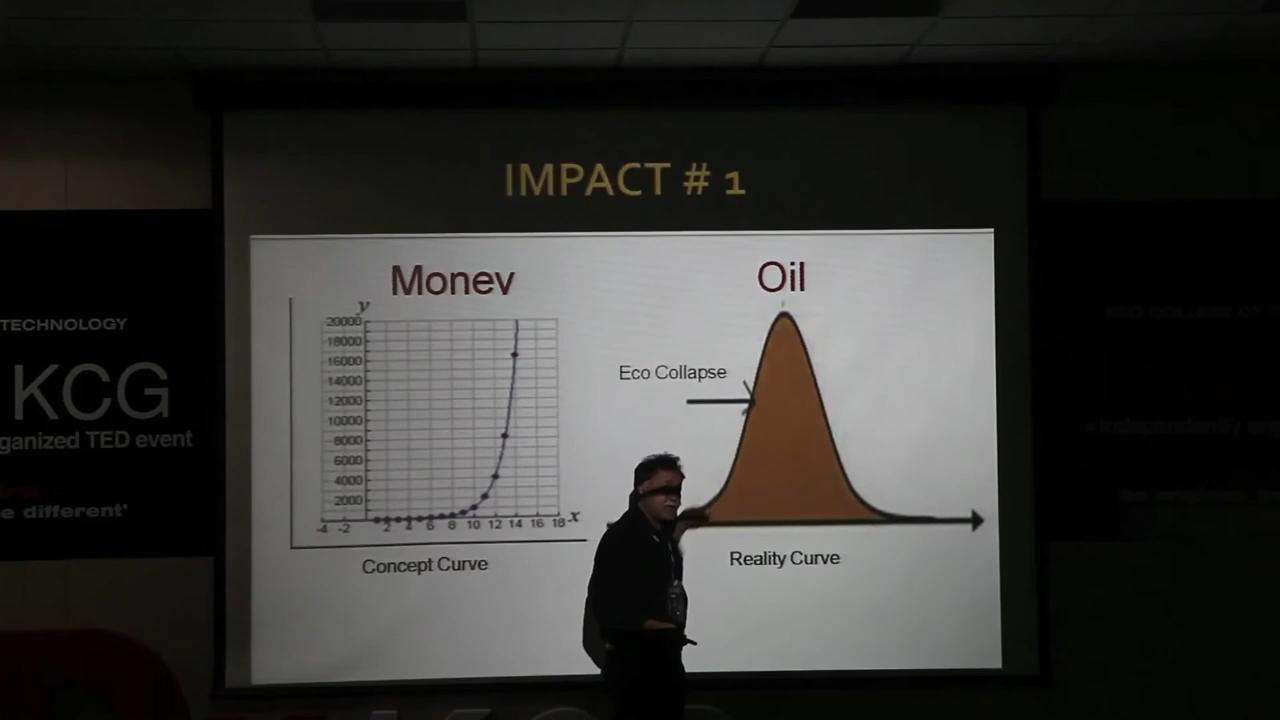 IMPACT # 1
Monev
Oil
y
20000
18000
16000
14000
12000
10000
8000
6000
4000
2000
-4 -2 2 4 6 8 10 12 14 16 18 x
Eco Collapse
Concept Curve
Reality Curve
TECHNOLOGY
KCG
ganized TED event
e different'